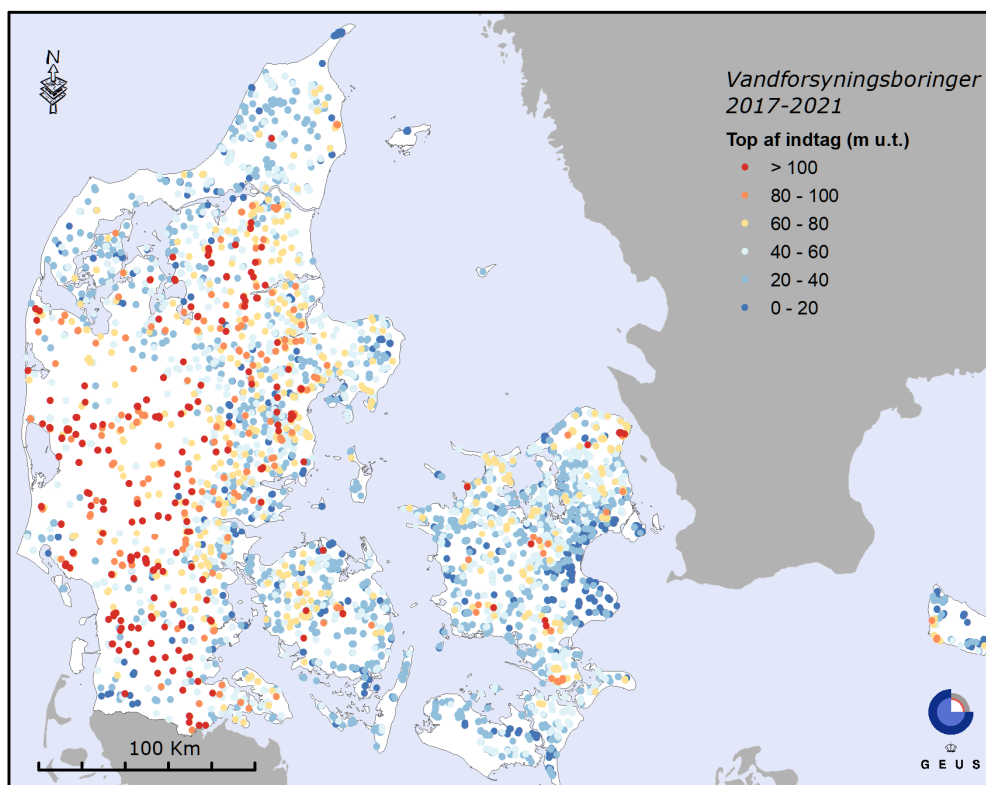 N
Vandforsyningsboringer
2017-2021
Top af indtag (m u.t.)
> 100
80 - 100
60 - 80
40 - 60
20 - 40
0 - 20
100 Km
G E U S